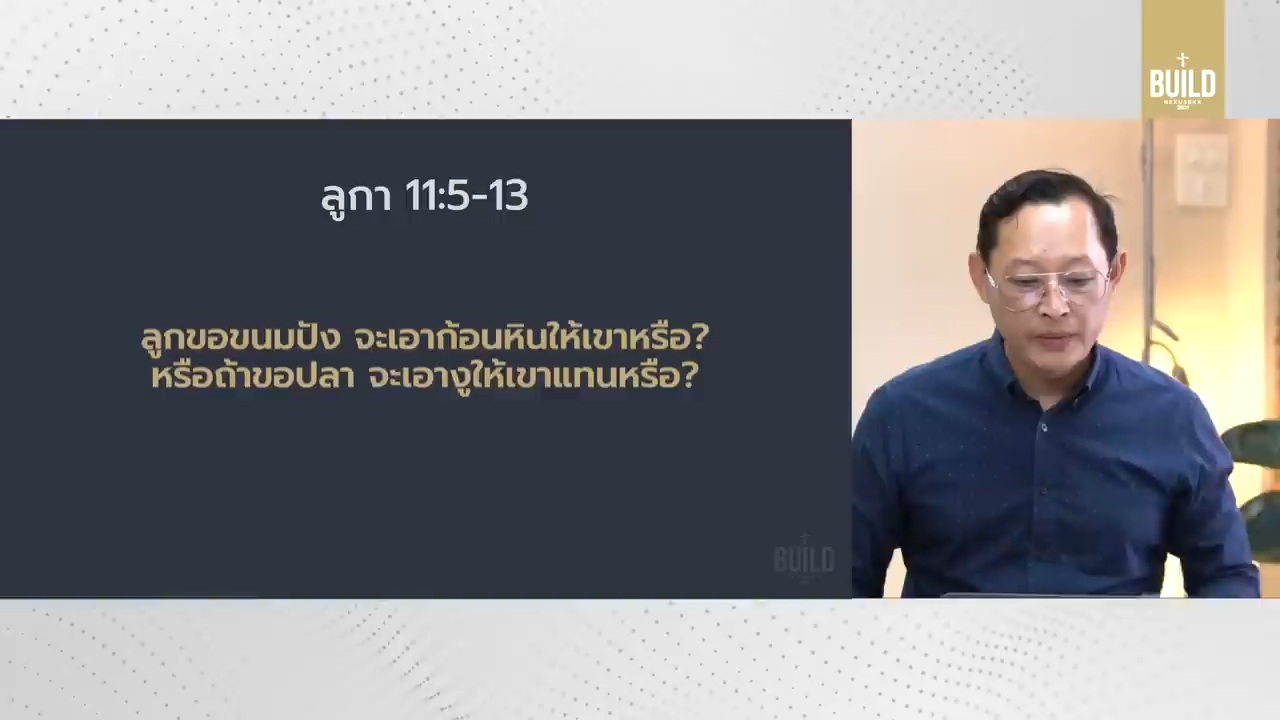 BUILD
NEXUSBKK
2021
ลูกา 11:5-13
ลูกขอขนมปัง จะเอาก้อนหินให้เขาหรือ?
หรือถ้าขอปลา จะเอางูให้เขาแทนหรือ?
BUILD